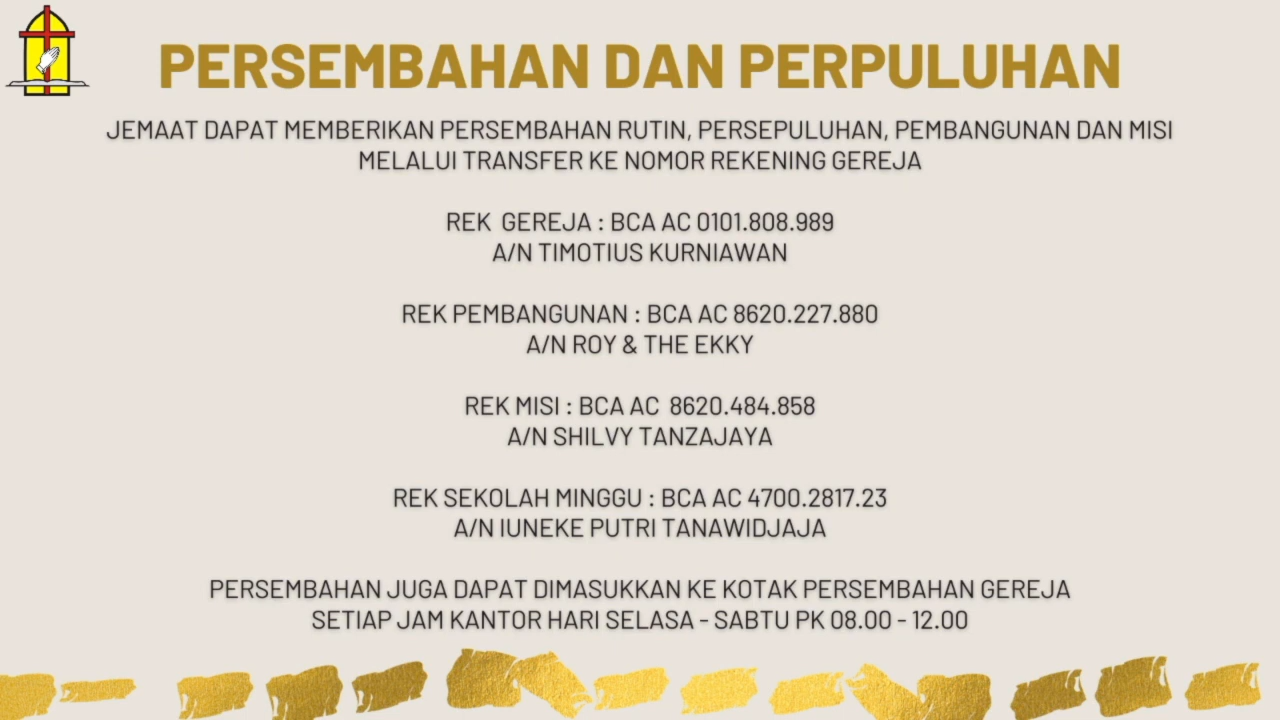 PERSEMBAHAN DAN PERPULUHAN
JEMAAT DAPAT MEMBERIKAN PERSEMBAHAN RUTIN, PERSEPULUHAN, PEMBANGUNAN DAN MISI
MELALUI TRANSFER KE NOMOR REKENING GEREJA
REK GEREJA : BCA AC 0101.808.989
A/N TIMOTIUS KURNIAWAN
REK PEMBANGUNAN : BCA AC 8620.227.880
A/N ROY & THE EKKY
REK MISI : BCA AC 8620.484.858
A/N SHILVY TANZAJAYA
REK SEKOLAH MINGGU : BCA AC 4700.2817.23
A/N IUNEKE PUTRI TANAWIDJAJA
PERSEMBAHAN JUGA DAPAT DIMASUKKAN KE KOTAK PERSEMBAHAN GEREJA
SETIAP JAM KANTOR HARI SELASA - SABTU PK 08.00 - 12.00